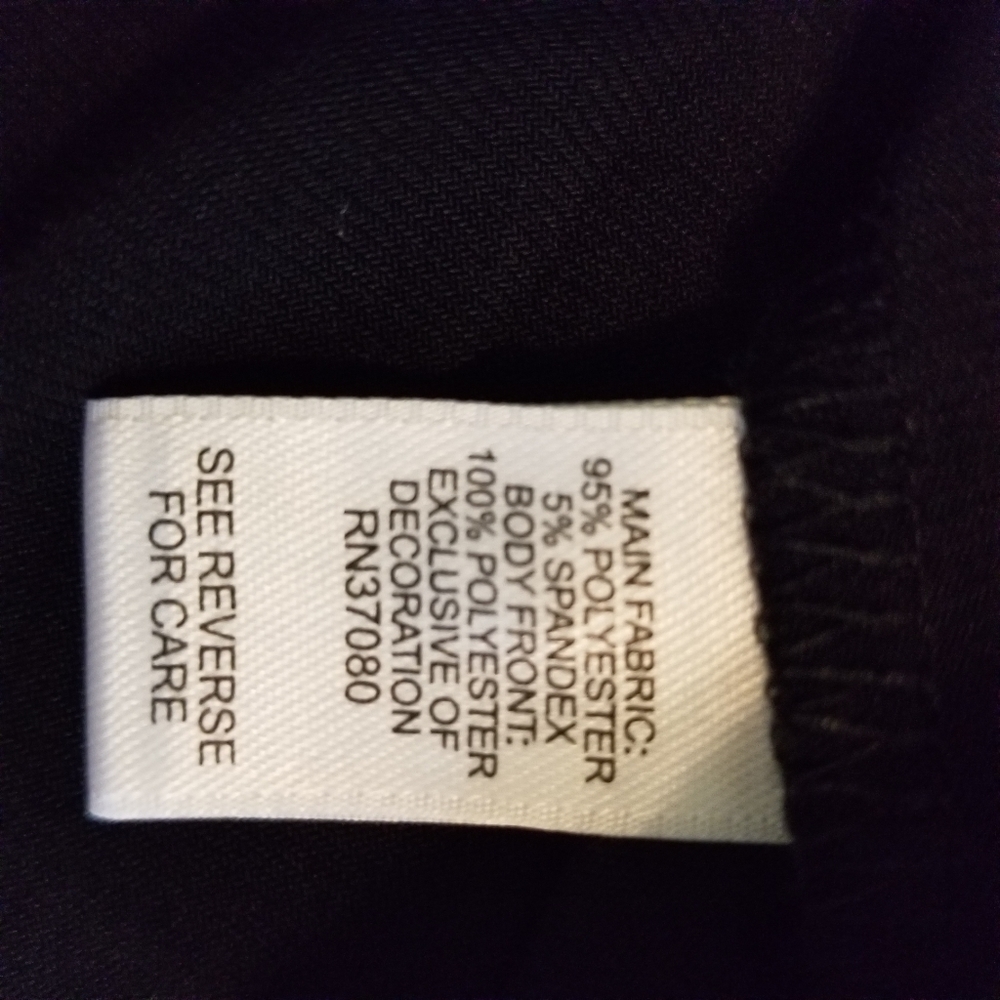 MAIN FABRIC:
95% POLYESTER
5% SPANDEX
BODY FRONT:
100% POLYESTER
EXCLUSIVE OF
DECORATION
RN37080
SEE REVERSE
FOR CARE